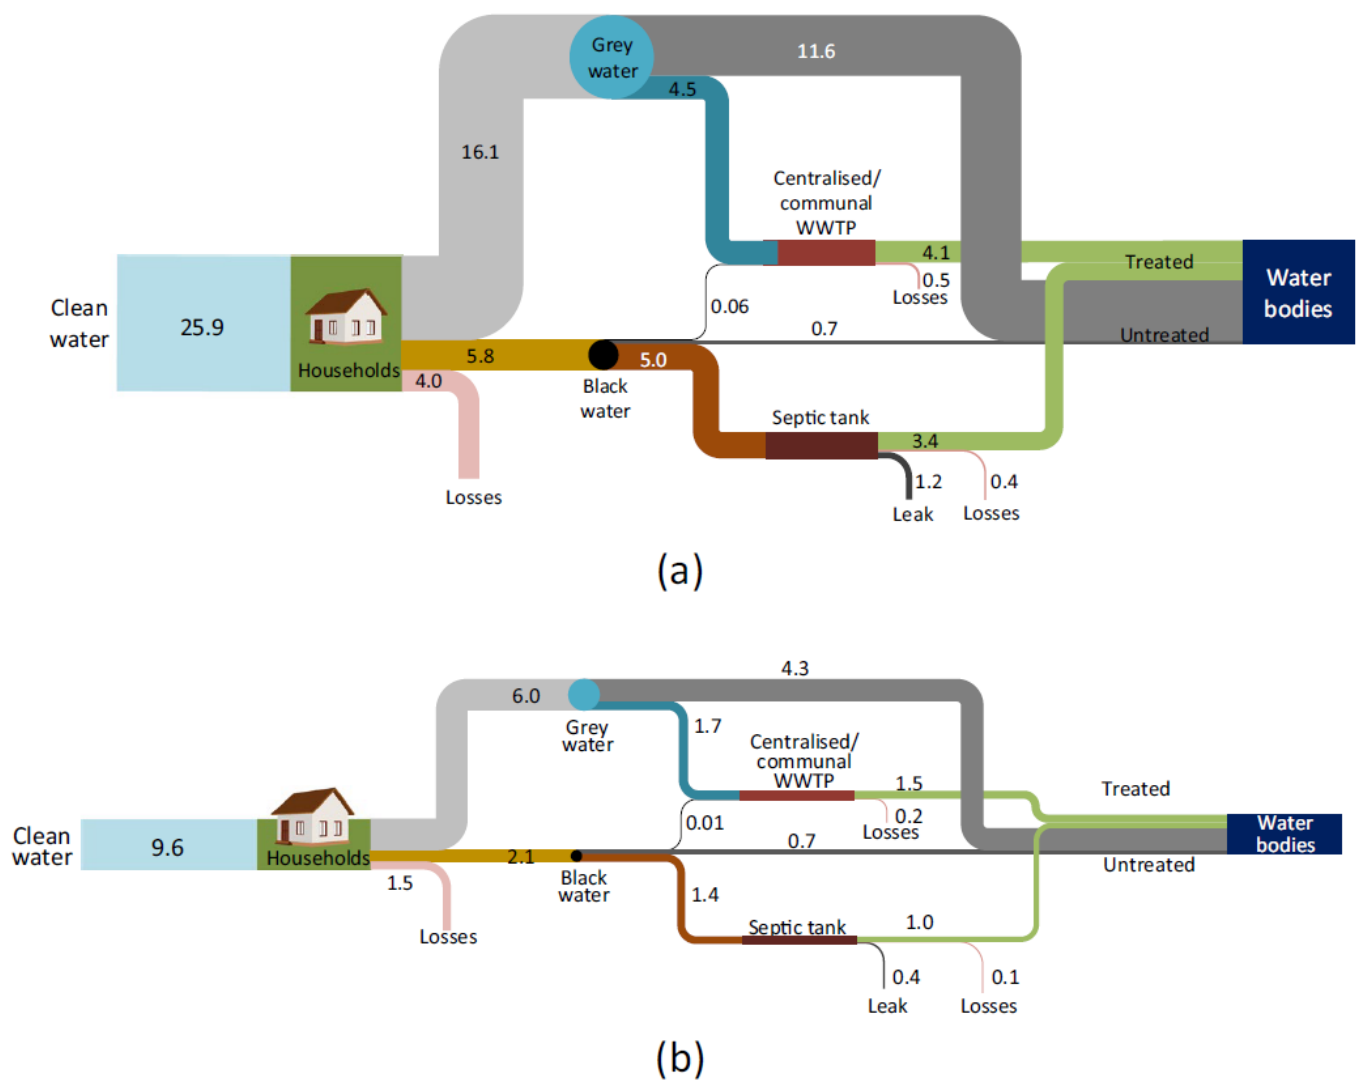 Grey
water
11.6
4.5
16.1
Centralised/
communal
WWTP
4.1
Treated
0.5
Losses
0.06
Water
bodies
Clean
water
25.9
0.7
Untreated
Households
5.8
5.0
4.0
Black
water
Septic tank
3.4
1.2
0.4
Losses
Leak
Losses
(a)
4.3
6.0
Grey
water
1.7
Centralised/
communal
WWTP
1.5
Treated
0.2
Losses
0.01
Water
bodies
Clean
water
9.6
0.7
Households
2.1
Untreated
1.5
Black
water
1.4
Losses
Septic tank
1.0
0.4
0.1
Leak
Losses
(b)